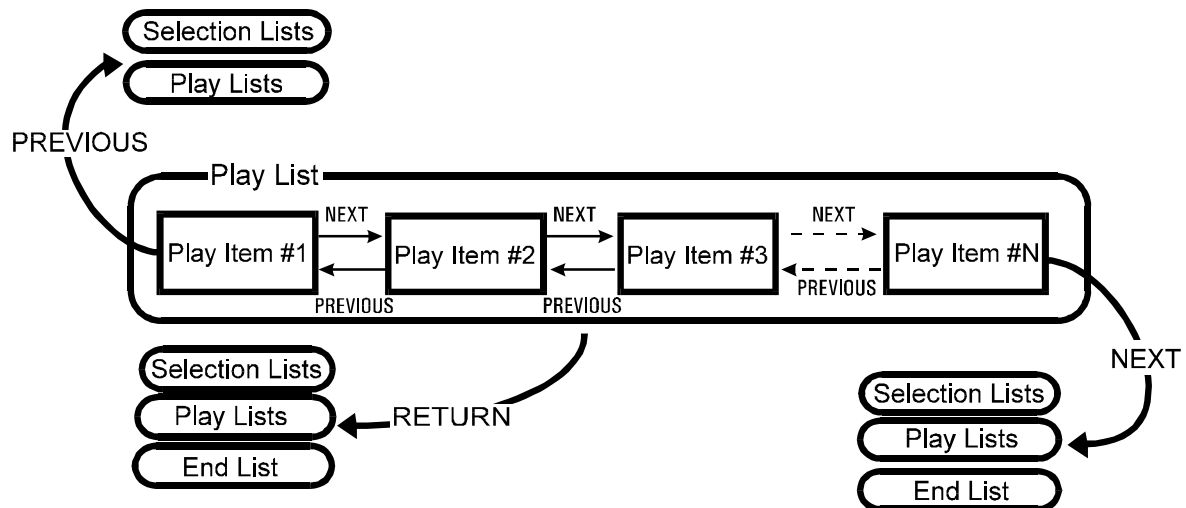 Selection Lists
Play Lists
PREVIOUS
Play List
NEXT
NEXT
NEXT
Play Item #1
Play Item #2
Play Item #3
Play Item #N
PREVIOUS
PREVIOUS
PREVIOUS
NEXT
Selection Lists
Play Lists
End List
RETURN
Selection Lists
Play Lists
End List